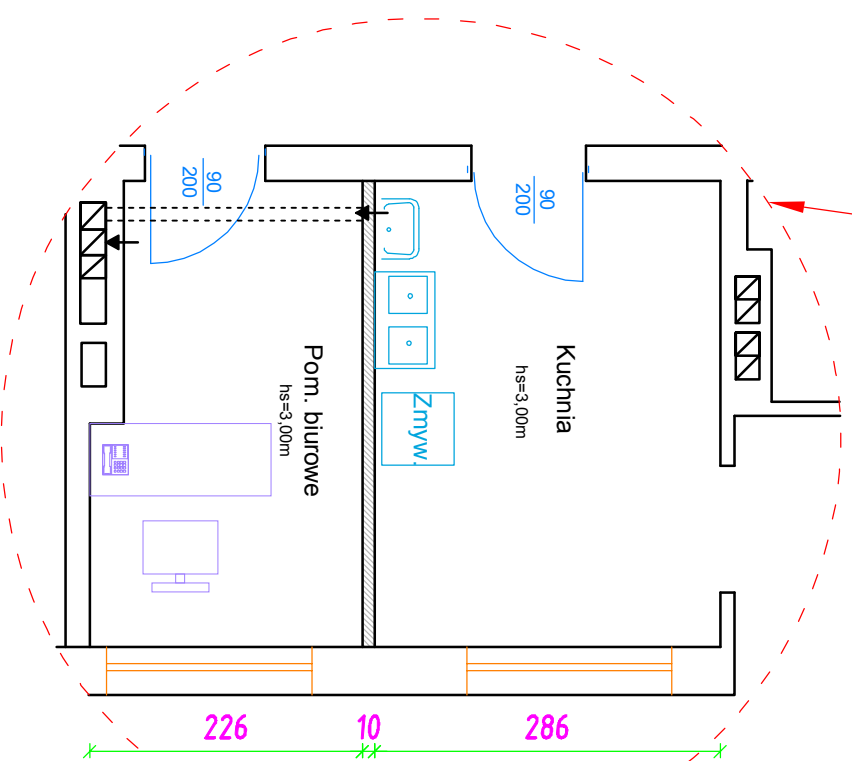 90
200
90
200
Pom. biurowe
hs=3,00m
Kuchnia
hs=3,00m
Zmyw.
226
10
286